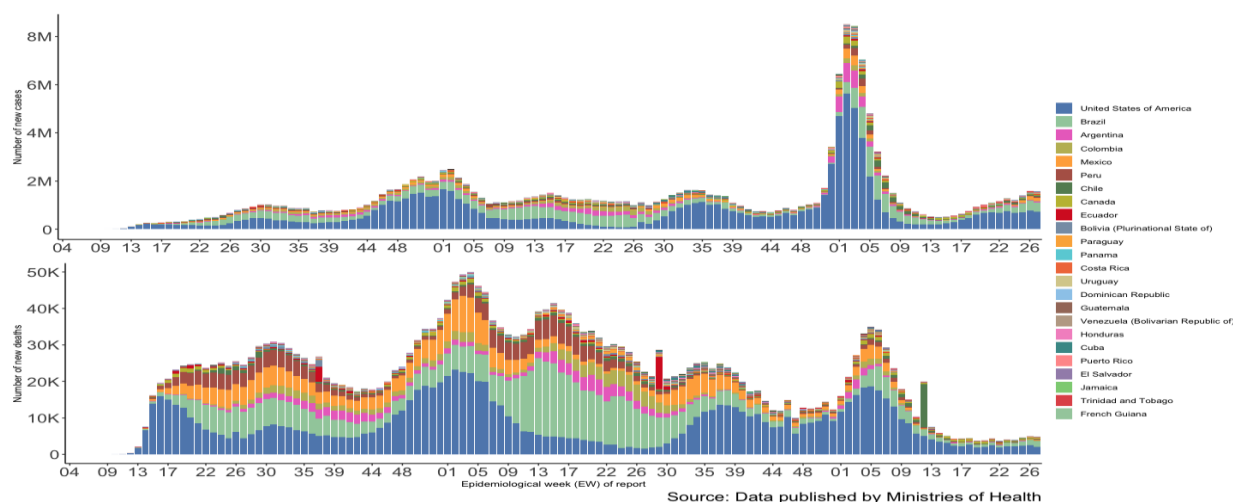 8M
6M
4M
2M
0
Number of new cases
04 09 13 17 22 26 30 35 39 44 48 01 05 09 13 17 22 26 30 35 39 44 48 01 05 09 13 17 22 26
50K
40K
30K
20K
10K
0
Number of new deaths
04 09 13 17 22 26 30 35 39 44 48 01 05 09 13 17 22 26 30 35 39 44 48 01 05 09 13 17 22 26
Epidemiological week (EW) of report
United States of America
Brazil
Argentina
Colombia
Mexico
Peru
Chile
Canada
Ecuador
Bolivia (Plurinational State of)
Paraguay
Panama
Costa Rica
Uruguay
Dominican Republic
Guatemala
Venezuela (Bolivarian Republic of)
Honduras
Cuba
Puerto Rico
El Salvador
Jamaica
Trinidad and Tobago
French Guiana
Source: Data published by Ministries of Health